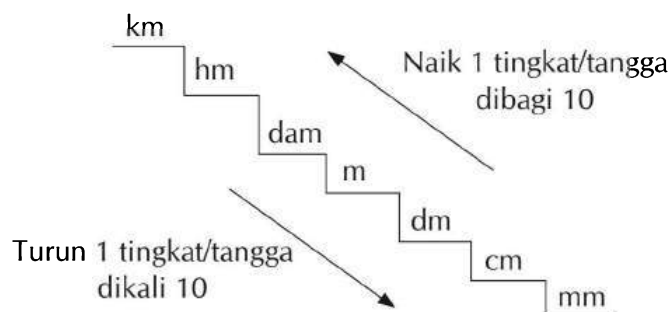 km
hm
Naik 1 tingkat/tangga
dibagi 10
dam
m
dm
Turun 1 tingkat/tangga
dikali 10
cm
mm